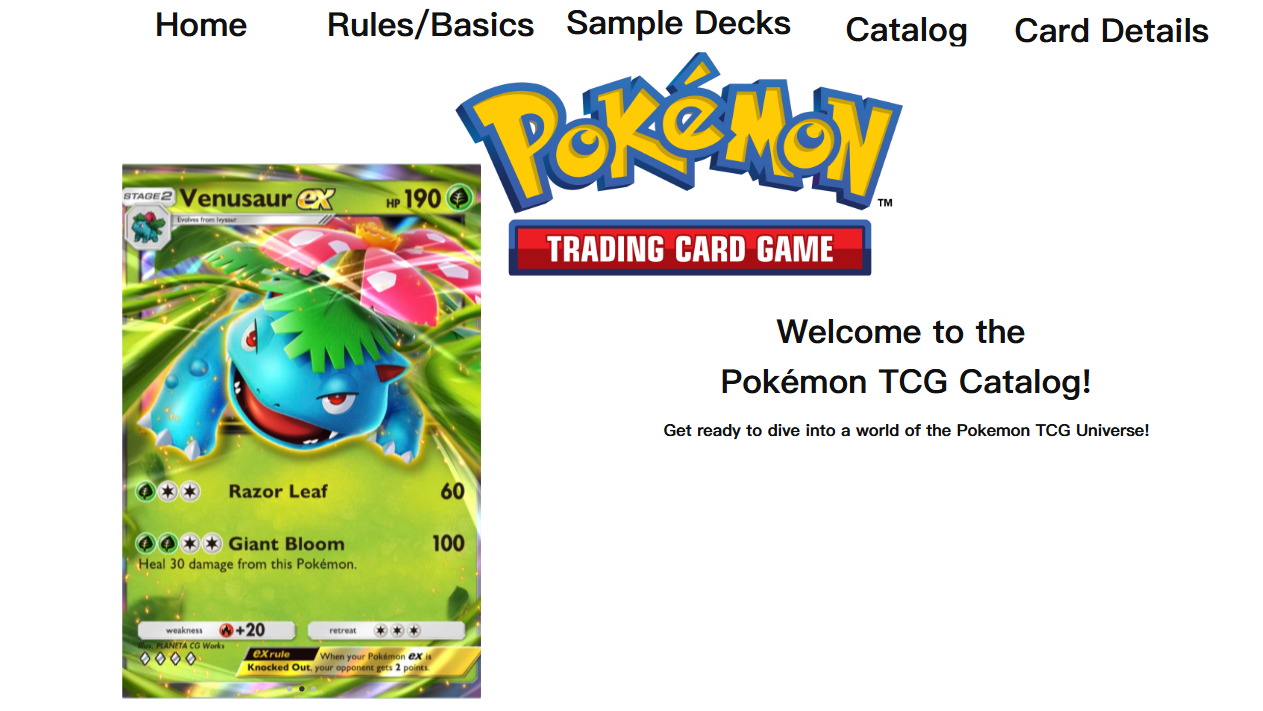 Home Rules/Basics Sample Decks Catalog Card Details
POKéMON™
TRADING CARD GAME
STAGE 2 Venusaur ex HP 190
Evolves from Ivysaur
Welcome to the
Pokémon TCG Catalog!
Get ready to dive into a world of the Pokemon TCG Universe!
Razor Leaf 60
Giant Bloom 100
Heal 30 damage from this Pokémon.
weakness +20 retreat
Illus. PLANETA CG Works
ex rule When your Pokémon ex is
Knocked Out, your opponent gets 2 points.